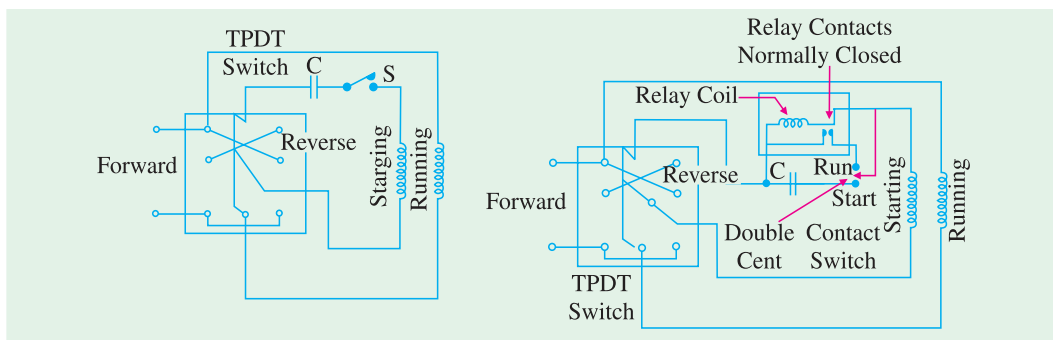 TPDT
Switch
C
S
Reverse
Forward
Starging
Running
Relay Contacts
Normally Closed
Relay Coil
Reverse
C
Run
Start
Forward
Starting
Running
Double Contact
Cent Switch
TPDT
Switch